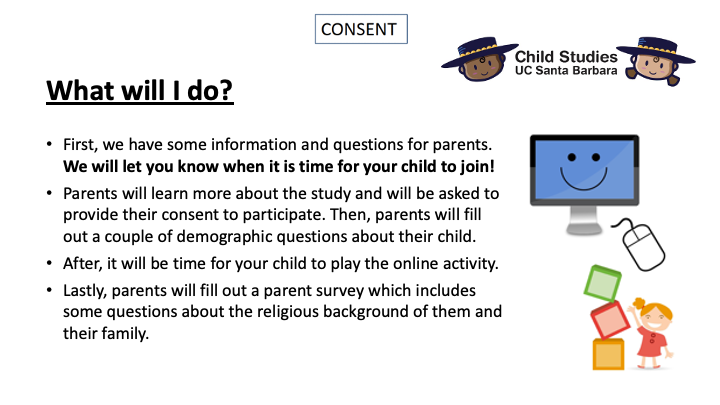 CONSENT
Child Studies
UC Santa Barbara
What will I do?
• First, we have some information and questions for parents.
We will let you know when it is time for your child to join!
• Parents will learn more about the study and will be asked to
provide their consent to participate. Then, parents will fill
out a couple of demographic questions about their child.
• After, it will be time for your child to play the online activity.
• Lastly, parents will fill out a parent survey which includes
some questions about the religious background of them and
their family.